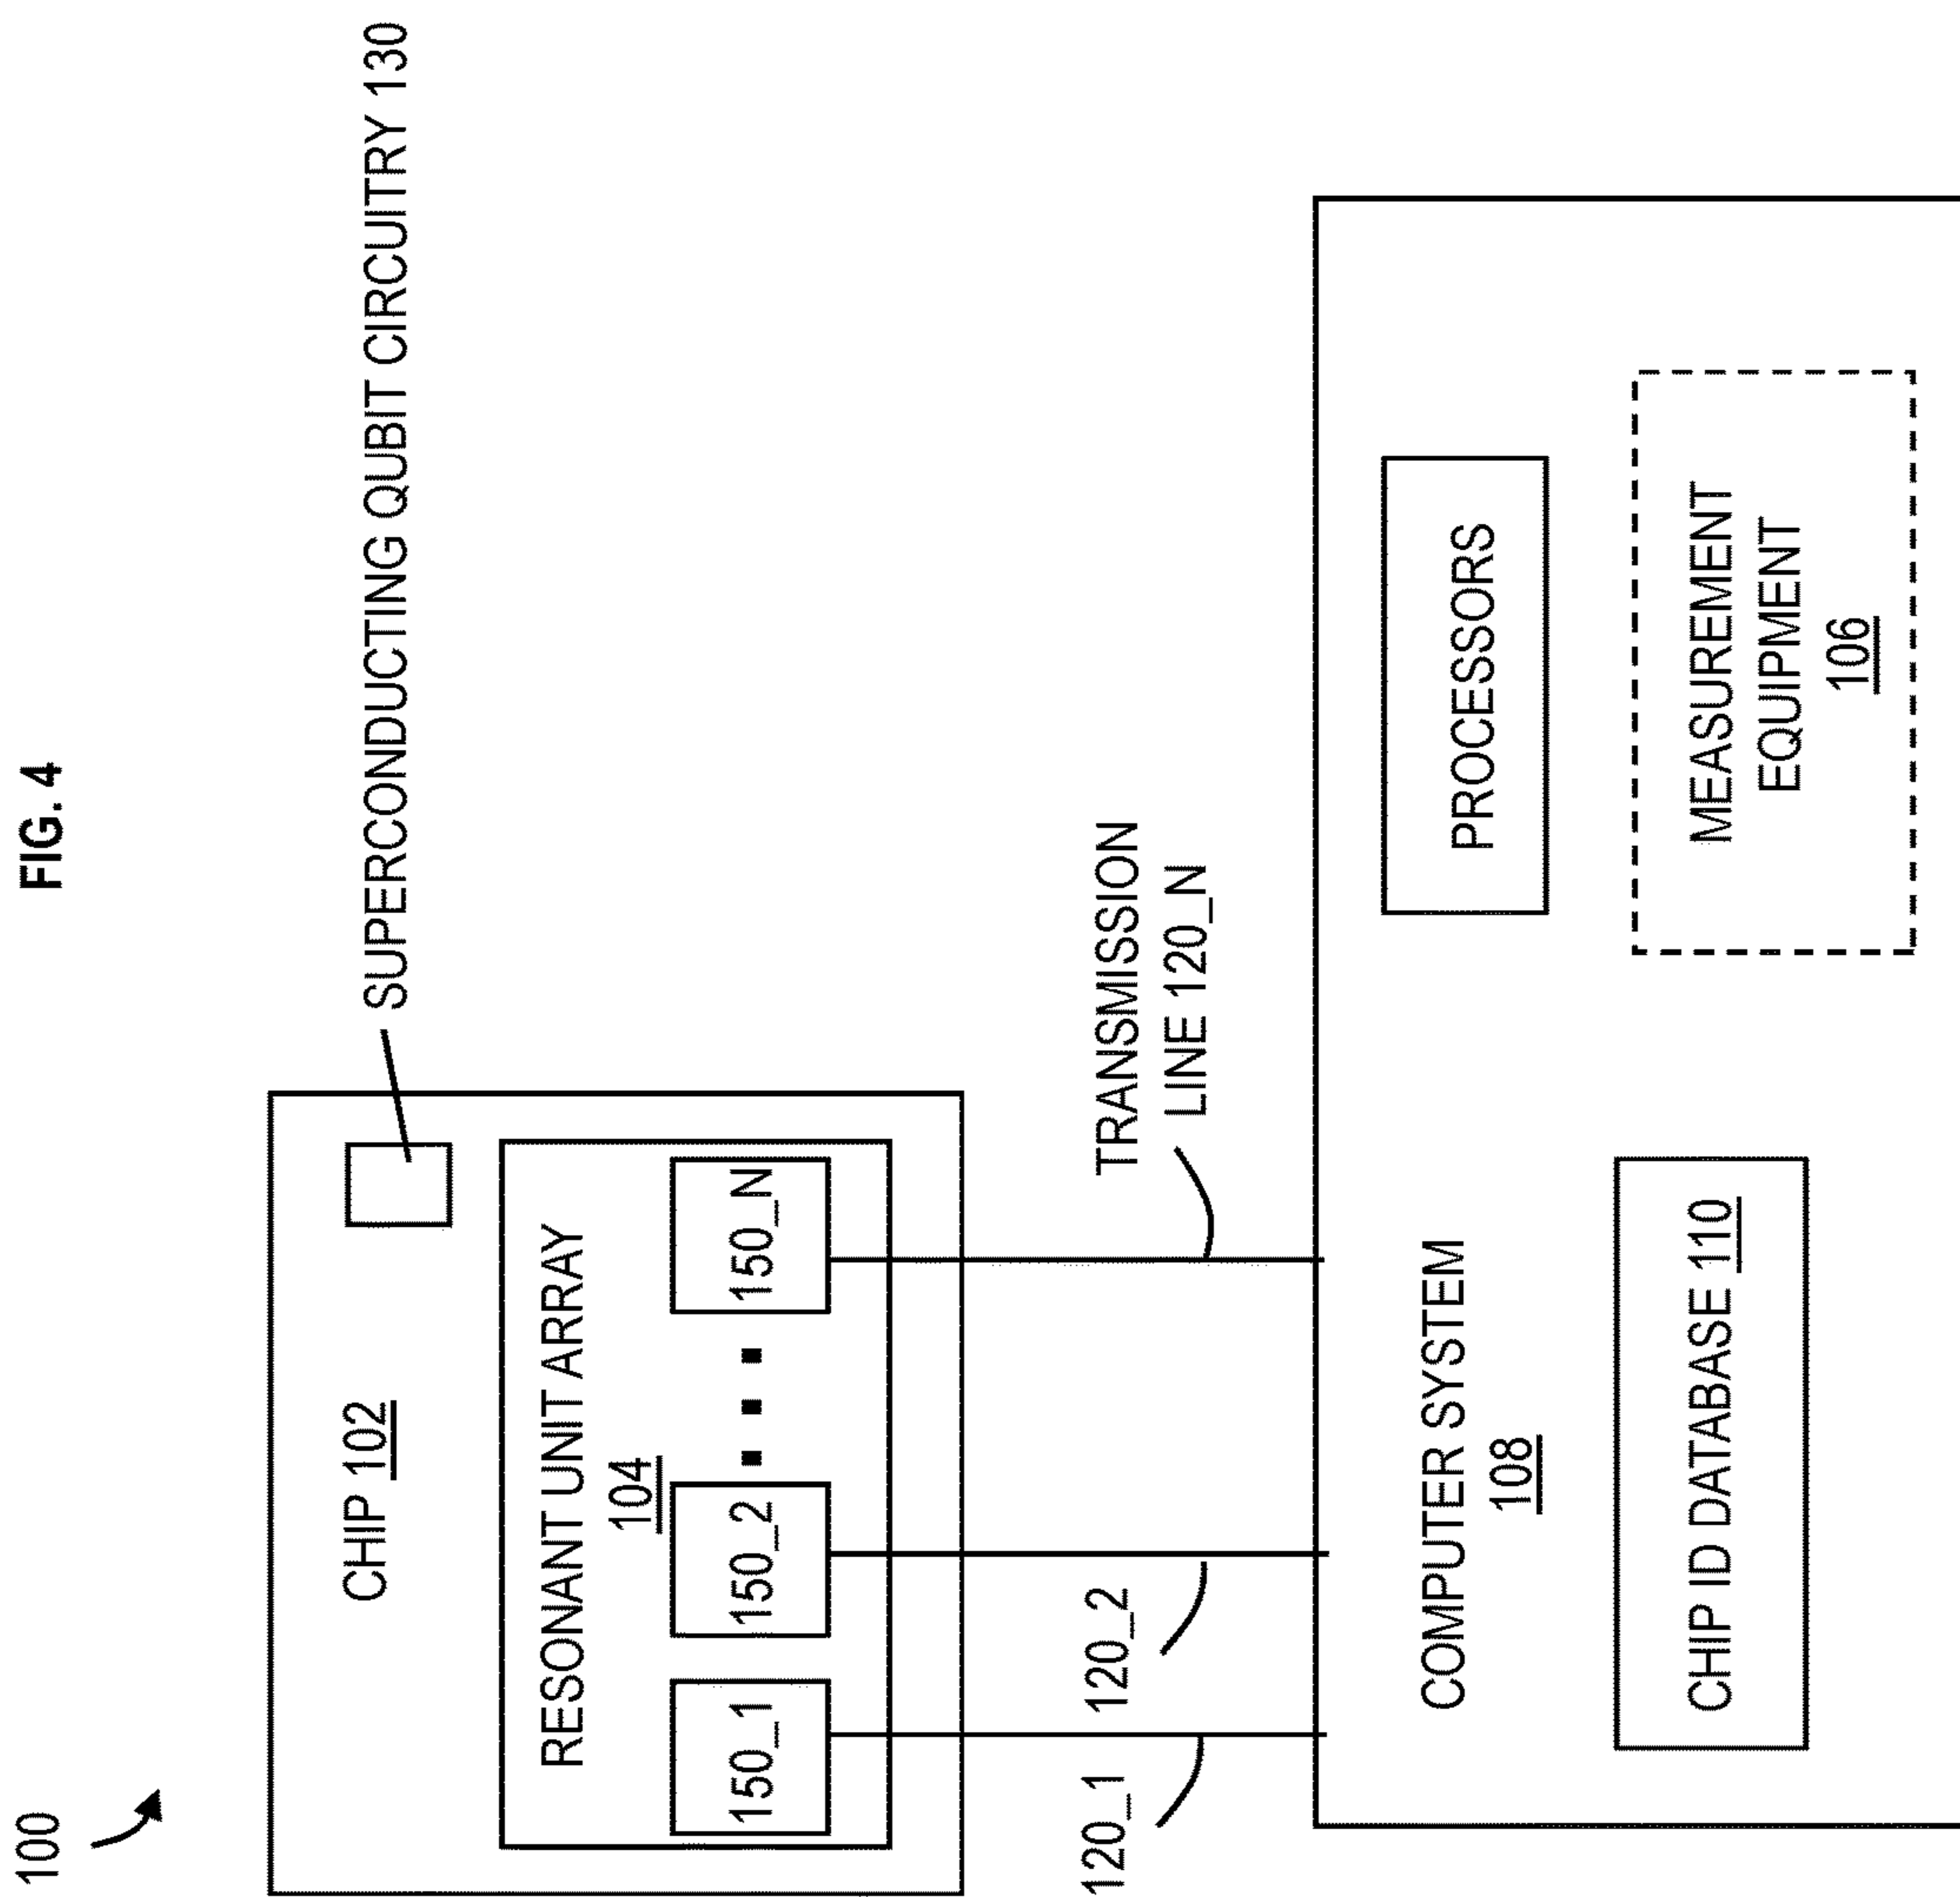 FIG. 4
100
SUPERCONDUCTING QUBIT CIRCUITRY 130
CHIP 102
RESONANT UNIT ARRAY
104
150_1
150_2
150_N
120_1
120_2
TRANSMISSION
LINE 120_N
COMPUTER SYSTEM
108
PROCESSORS
CHIP ID DATABASE 110
MEASUREMENT
EQUIPMENT
106